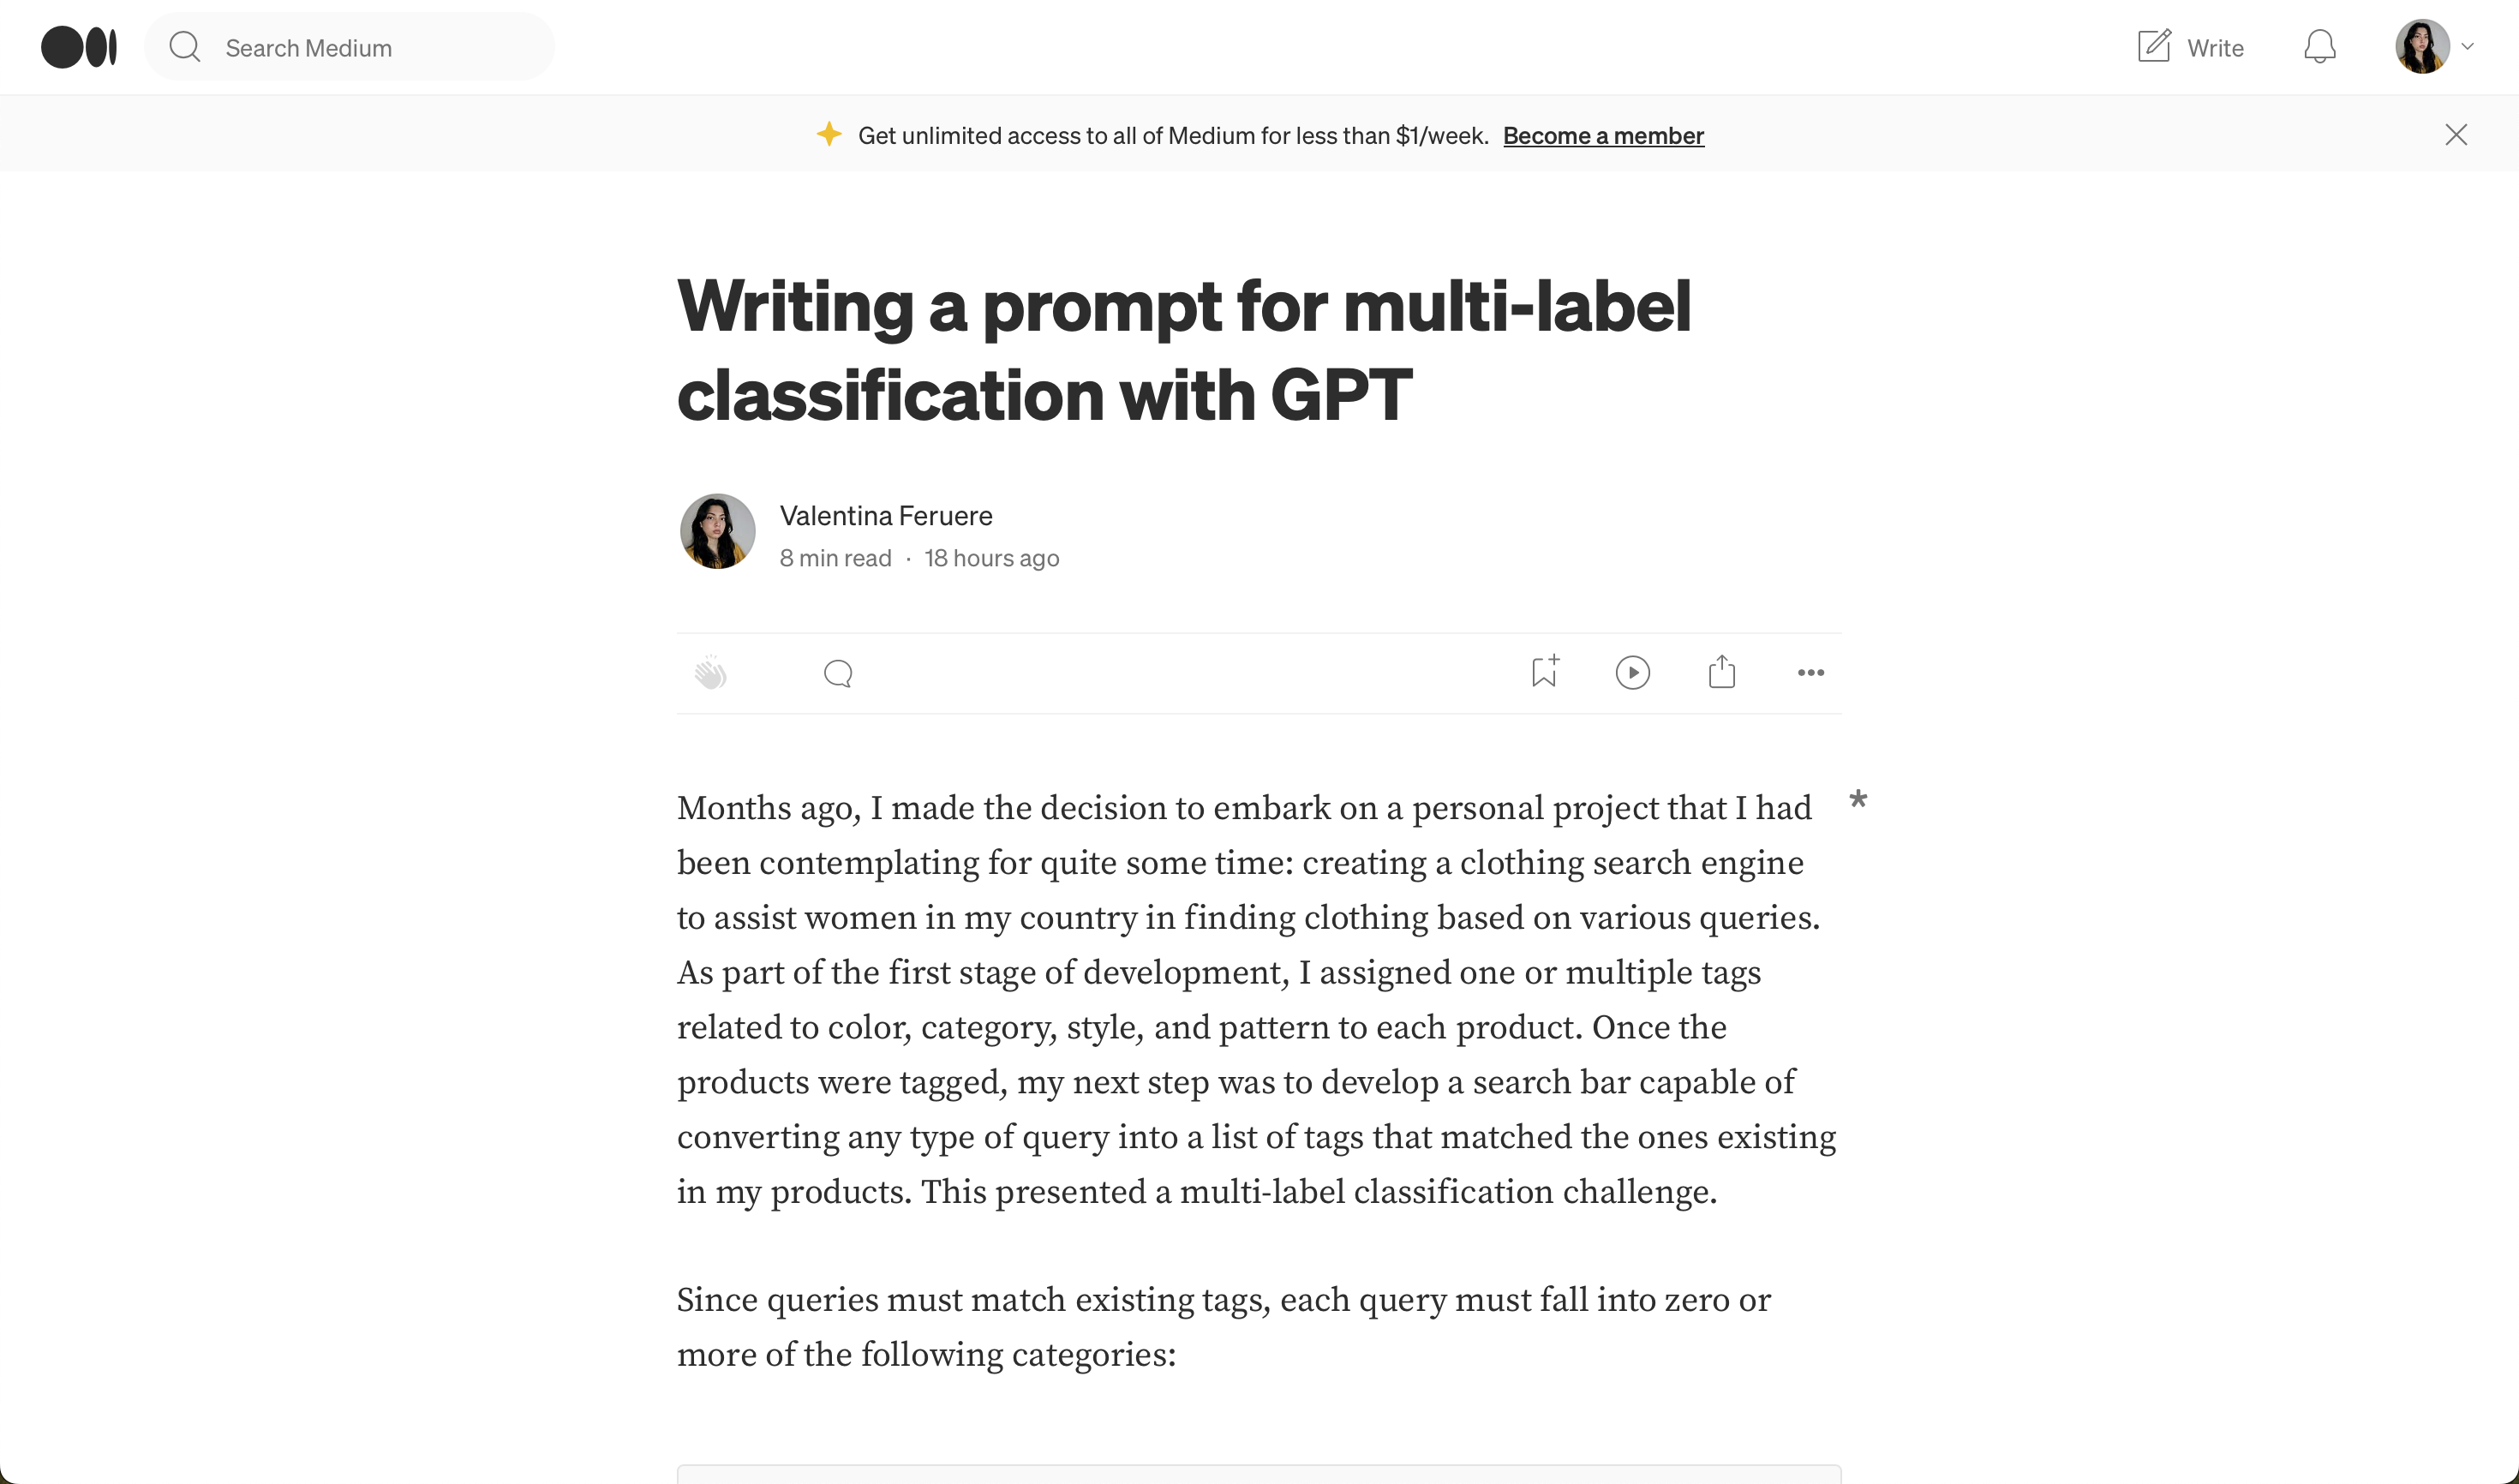 Search Medium
Write
Get unlimited access to all of Medium for less than $1/week. Become a member
Writing a prompt for multi-label
classification with GPT
Valentina Feruere
8 min read · 18 hours ago
Months ago, I made the decision to embark on a personal project that I had *
been contemplating for quite some time: creating a clothing search engine
to assist women in my country in finding clothing based on various queries.
As part of the first stage of development, I assigned one or multiple tags
related to color, category, style, and pattern to each product. Once the
products were tagged, my next step was to develop a search bar capable of
converting any type of query into a list of tags that matched the ones existing
in my products. This presented a multi-label classification challenge.
Since queries must match existing tags, each query must fall into zero or
more of the following categories: